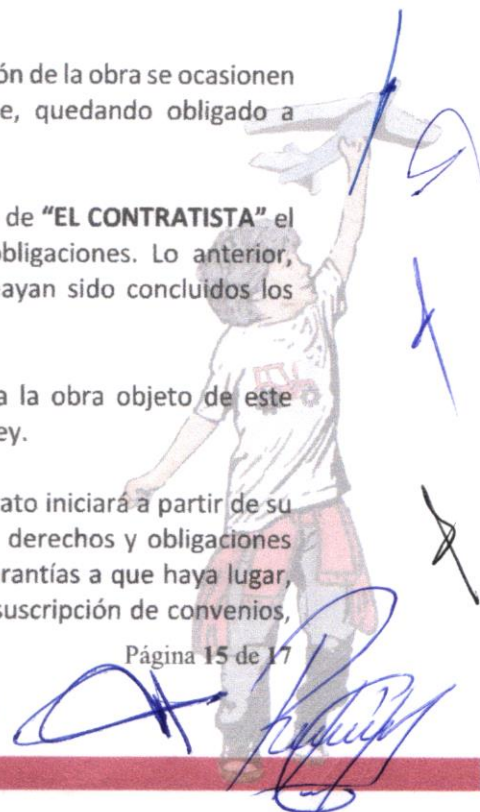 ón de la obra se ocasionen
e, quedando obligado a
de "EL CONTRATISTA" el
bligaciones. Lo anterior,
ayan sido concluidos los
a la obra objeto de este
ey.
ato iniciará a partir de su
derechos y obligaciones
arantías a que haya lugar,
suscripción de convenios,
Página 15 de 17